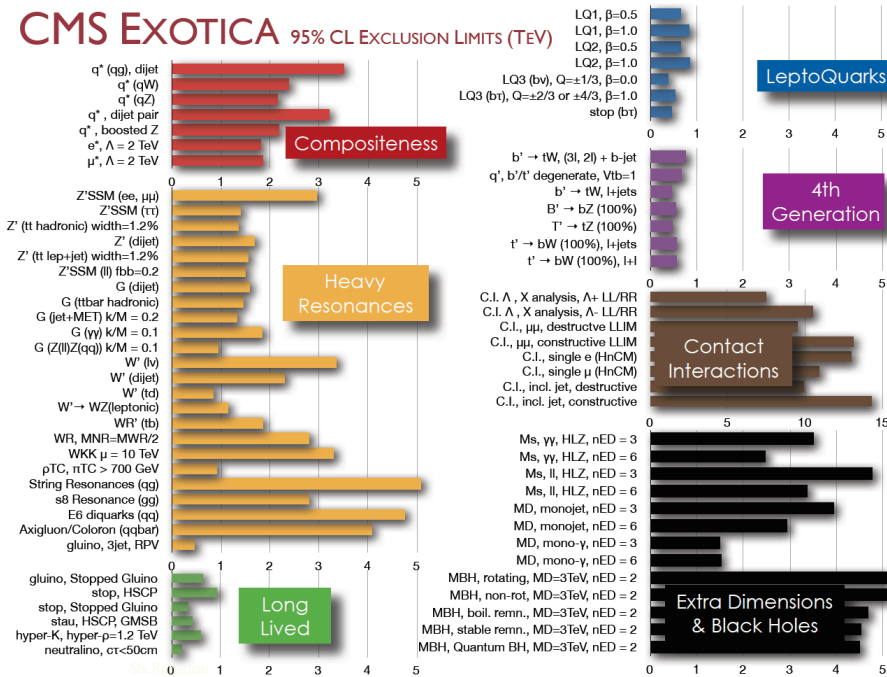 CMS EXOTICA 95% CL EXCLUSION LIMITS (TEV)
q* (qg), dijet
q* (qW)
q* (qZ)
q* , dijet pair
q* , boosted Z
e*, Λ = 2 TeV
μ*, Λ = 2 TeV
Compositeness
0 1 2 3 4 5
Z'SSM (ee, μμ)
Z'SSM (ττ)
Z' (tt hadronic) width=1.2%
Z' (dijet)
Z' (tt lep+jet) width=1.2%
Z'SSM (ll) fbb=0.2
G (dijet)
G (ttbar hadronic)
G (jet+MET) k/M = 0.2
G (γγ) k/M = 0.1
G (Z(ll)Z(qq)) k/M = 0.1
W' (lν)
W' (dijet)
W' (td)
W'→ WZ(leptonic)
WR' (tb)
WR, MNR=MWR/2
WKK μ = 10 TeV
ρTC, πTC > 700 GeV
String Resonances (qg)
s8 Resonance (gg)
E6 diquarks (qq)
Axigluon/Coloron (qqbar)
gluino, 3jet, RPV
Heavy
Resonances
0 1 2 3 4 5
gluino, Stopped Gluino
stop, HSCP
stop, Stopped Gluino
stau, HSCP, GMSB
hyper-K, hyper-ρ=1.2 TeV
neutralino, cτ<50cm
Long
Lived
0 1 2 3 4 5
LQ1, β=0.5
LQ1, β=1.0
LQ2, β=0.5
LQ2, β=1.0
LQ3 (bν), Q=±1/3, β=0.0
LQ3 (bτ), Q=±2/3 or ±4/3, β=1.0
stop (bτ)
LeptoQuarks
0 1 2 3 4 5
b' → tW, (3l, 2l) + b-jet
q', b'/t' degenerate, Vtb=1
b' → tW, l+jets
B' → bZ (100%)
T' → tZ (100%)
t' → bW (100%), l+jets
t' → bW (100%), l+l
4th
Generation
0 1 2 3 4 5
C.I. Λ , X analysis, Λ+ LL/RR
C.I. Λ , X analysis, Λ- LL/RR
C.I., μμ, destructve LLIM
C.I., μμ, constructive LLIM
C.I., single e (HnCM)
C.I., single μ (HnCM)
C.I., incl. jet, destructive
C.I., incl. jet, constructive
Contact
Interactions
0 5 10 15
Ms, γγ, HLZ, nED = 3
Ms, γγ, HLZ, nED = 6
Ms, ll, HLZ, nED = 3
Ms, ll, HLZ, nED = 6
MD, monojet, nED = 3
MD, monojet, nED = 6
MD, mono-γ, nED = 3
MD, mono-γ, nED = 6
MBH, rotating, MD=3TeV, nED = 2
MBH, non-rot, MD=3TeV, nED = 2
MBH, boil. remn., MD=3TeV, nED = 2
MBH, stable remn., MD=3TeV, nED = 2
MBH, Quantum BH, MD=3TeV, nED = 2
Extra Dimensions
& Black Holes
0 1 2 3 4 5